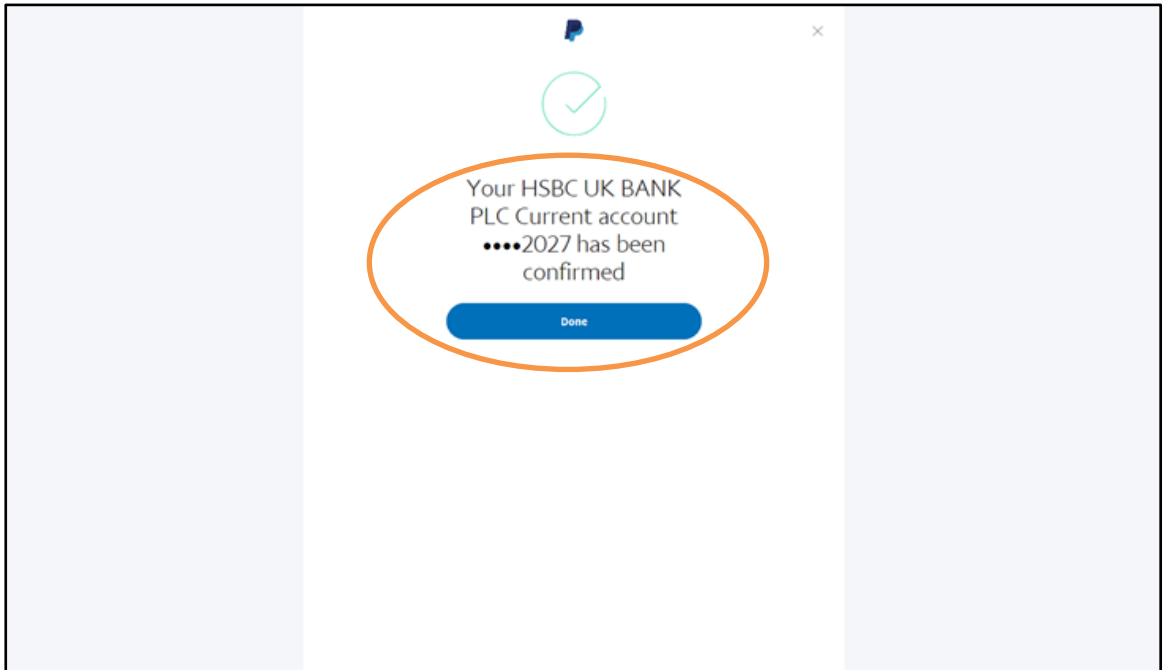 Your HSBC UK BANK
PLC Current account
••••2027 has been
confirmed
Done